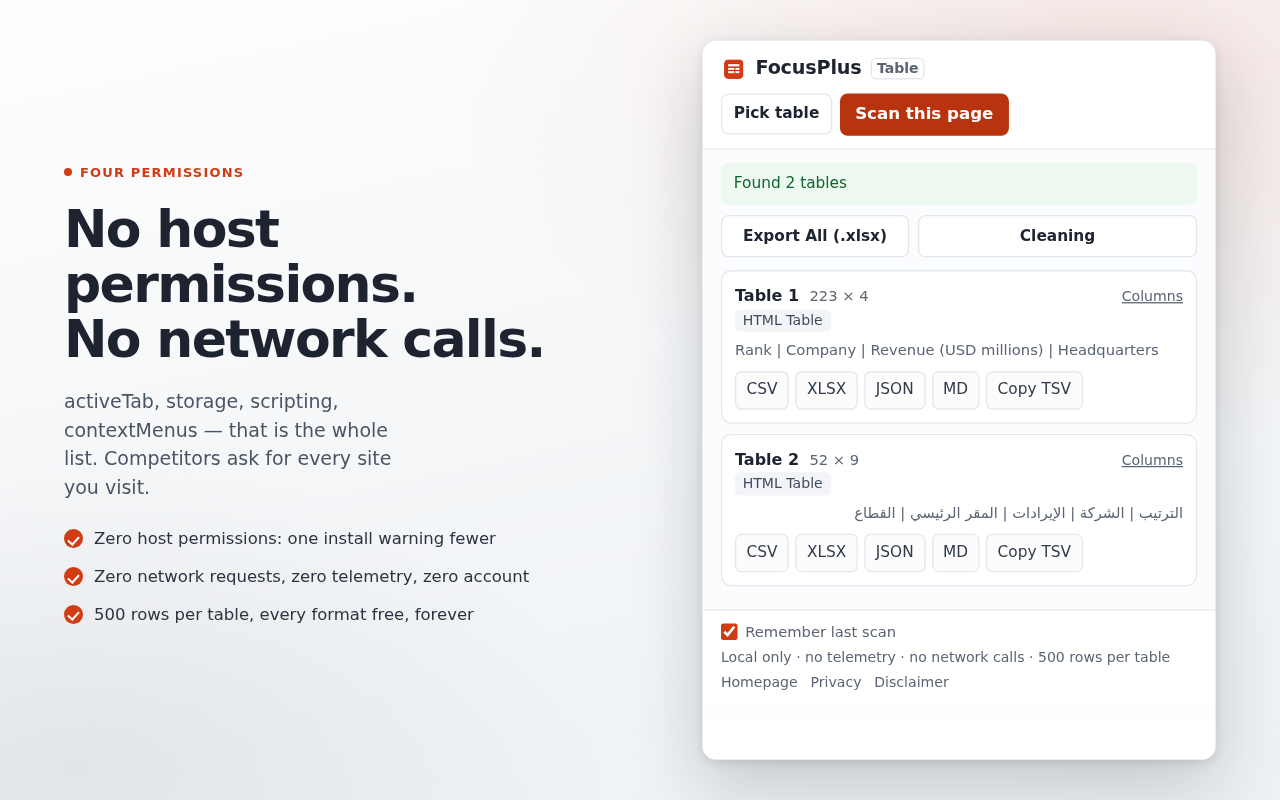 FOUR PERMISSIONS
No host
permissions.
No network calls.
activeTab, storage, scripting,
contextMenus — that is the whole
list. Competitors ask for every site
you visit.
Zero host permissions: one install warning fewer
Zero network requests, zero telemetry, zero account
500 rows per table, every format free, forever
FocusPlus Table
Pick table Scan this page
Found 2 tables
Export All (.xlsx) Cleaning
Table 1 223 × 4 Columns
HTML Table
Rank | Company | Revenue (USD millions) | Headquarters
CSV XLSX JSON MD Copy TSV
Table 2 52 × 9 Columns
HTML Table
الترتيب | الشركة | الإيرادات | المقر الرئيسي | القطاع
CSV XLSX JSON MD Copy TSV
Remember last scan
Local only · no telemetry · no network calls · 500 rows per table
Homepage Privacy Disclaimer